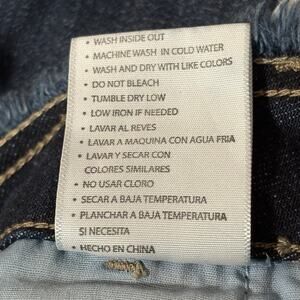 • WASH INSIDE OUT
• MACHINE WASH IN COLD WATER
• WASH AND DRY WITH LIKE COLORS
• DO NOT BLEACH
• TUMBLE DRY LOW
• LOW IRON IF NEEDED
• LAVAR AL REVES
• LAVAR A MAQUINA CON AGUA FRIA
• LAVAR Y SECAR CON
COLORES SIMILARES
• NO USAR CLORO
• SECAR A BAJA TEMPERATURA
• PLANCHAR A BAJA TEMPERATURA
SI NECESITA
• HECHO EN CHINA